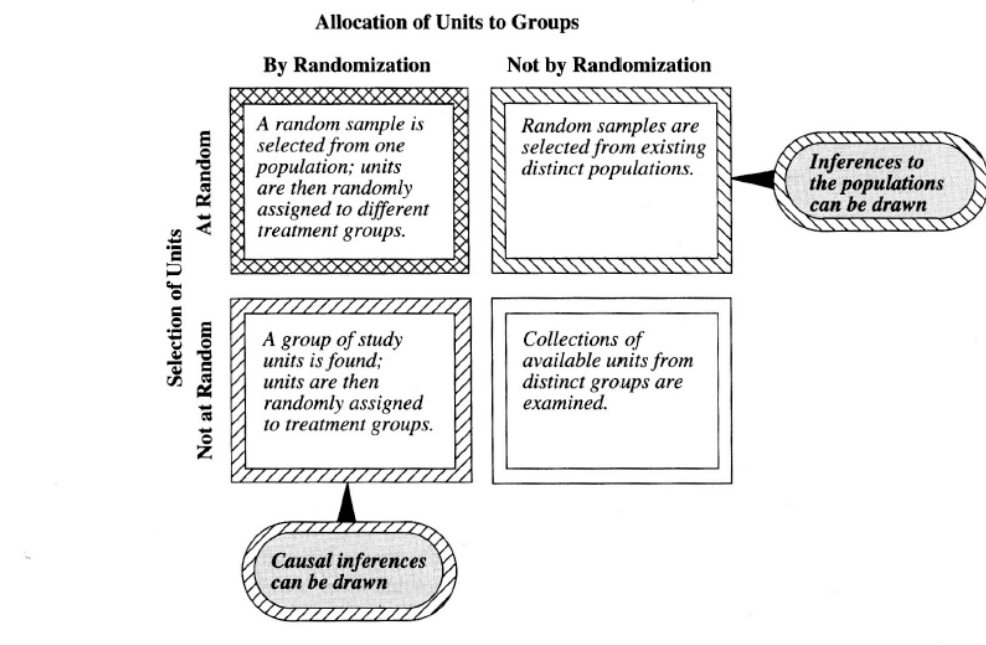 Allocation of Units to Groups
By Randomization
Not by Randomization
Selection of Units
At Random
A random sample is
selected from one
population; units
are then randomly
assigned to different
treatment groups.
Random samples are
selected from existing
distinct populations.
Inferences to
the populations
can be drawn
Not at Random
A group of study
units is found;
units are then
randomly assigned
to treatment groups.
Collections of
available units from
distinct groups are
examined.
Causal inferences
can be drawn